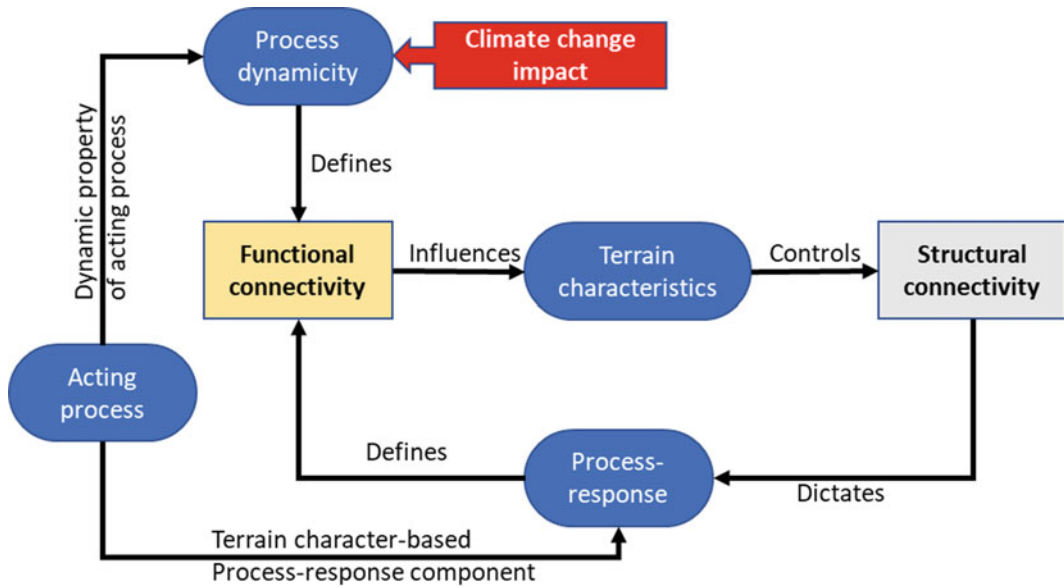 Process
dynamicity
Climate change
impact
Dynamic property
of acting process
Defines
Functional
connectivity
Influences
Terrain
characteristics
Controls
Structural
connectivity
Acting
process
Defines
Process-
response
Dictates
Terrain character-based
Process-response component